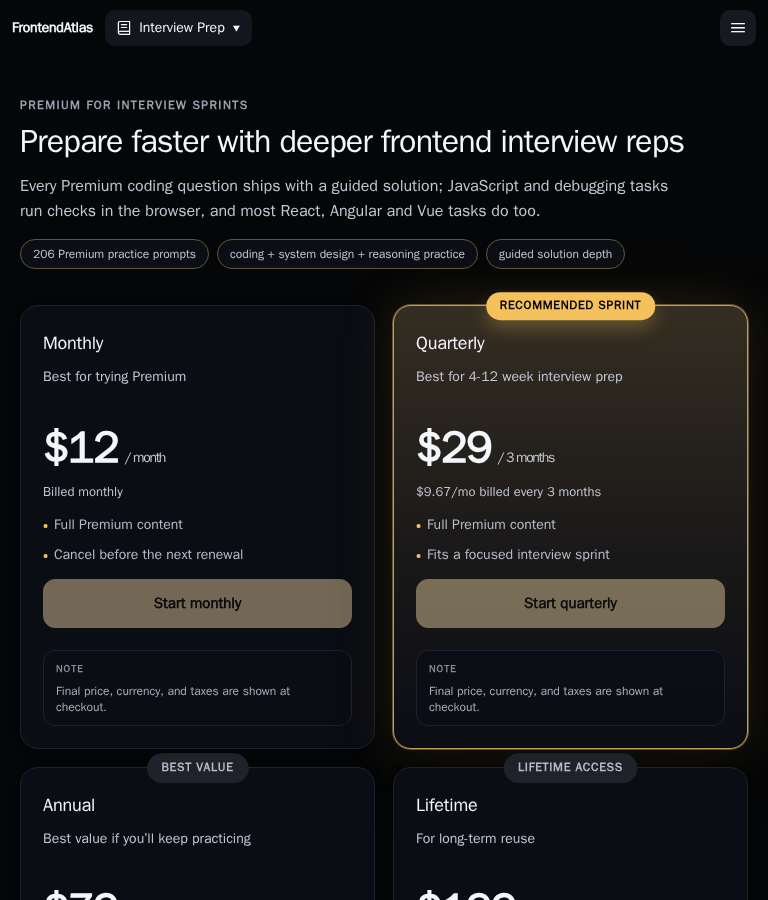 FrontendAtlas
Interview Prep
PREMIUM FOR INTERVIEW SPRINTS
Prepare faster with deeper frontend interview reps
Every Premium coding question ships with a guided solution; JavaScript and debugging tasks
run checks in the browser, and most React, Angular and Vue tasks do too.
206 Premium practice prompts
coding + system design + reasoning practice
guided solution depth
Monthly
Best for trying Premium
$12 / month
Billed monthly
• Full Premium content
• Cancel before the next renewal
Start monthly
NOTE
Final price, currency, and taxes are shown at
checkout.
RECOMMENDED SPRINT
Quarterly
Best for 4-12 week interview prep
$29 / 3 months
$9.67/mo billed every 3 months
• Full Premium content
• Fits a focused interview sprint
Start quarterly
NOTE
Final price, currency, and taxes are shown at
checkout.
BEST VALUE
Annual
Best value if you'll keep practicing
LIFETIME ACCESS
Lifetime
For long-term reuse